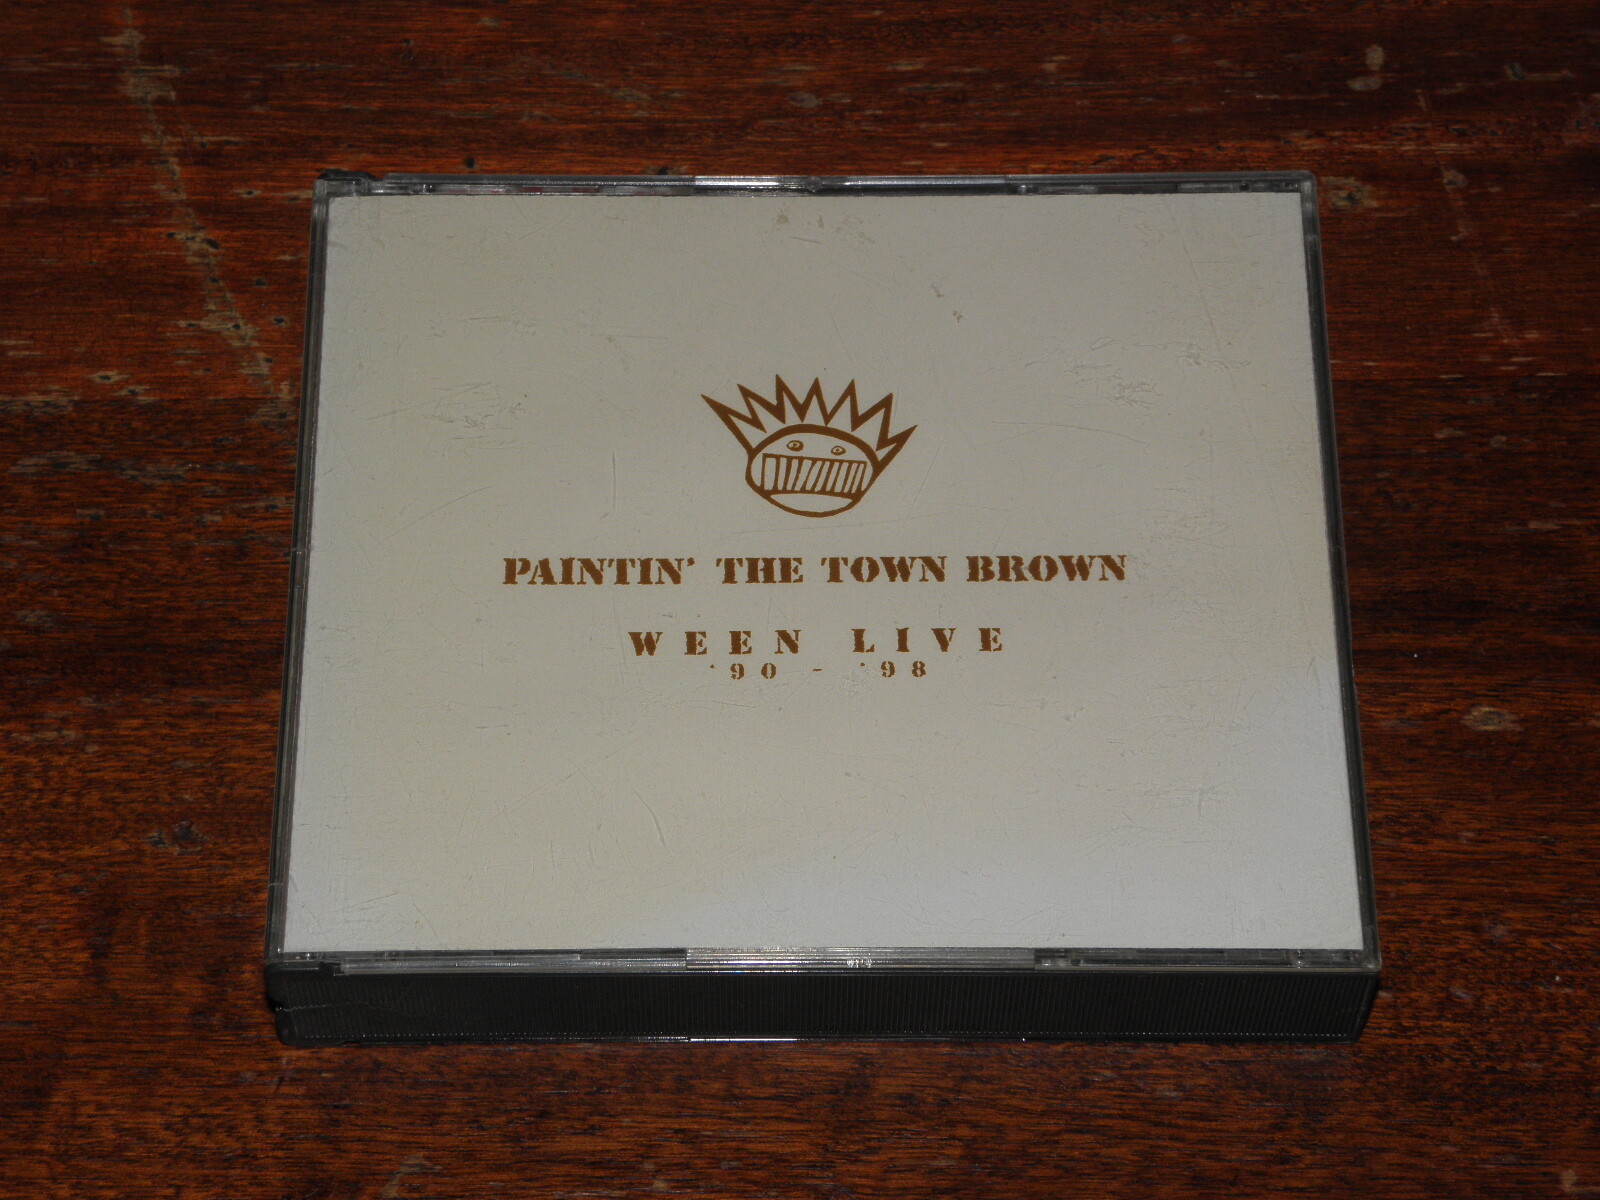 PAINTIN' THE TOWN BROWN
WEEN LIVE
'90 - '98